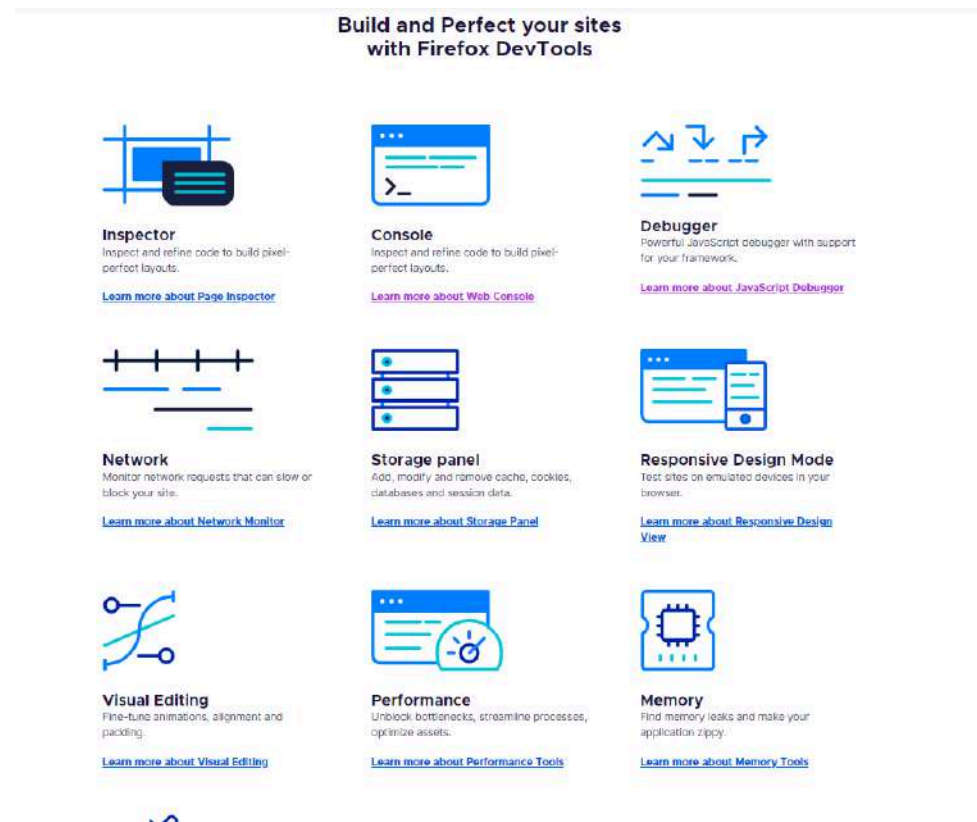 Build and Perfect your sites
with Firefox DevTools
Inspector
Inspect and refine code to build pixel-
perfect layouts.
Learn more about Page Inspector
Console
Inspect and refine code to build pixel-
perfect layouts.
Learn more about Web Console
Debugger
Powerful JavaScript debugger with support
for your framework.
Learn more about JavaScript Debugger
Network
Monitor network requests that can slow or
block your site.
Learn more about Network Monitor
Storage panel
Add, modify and remove cache, cookies,
databases and session data.
Learn more about Storage Panel
Responsive Design Mode
Test sites on emulated devices in your
browser.
Learn more about Responsive Design
View
Visual Editing
Fine-tune animations, alignment and
padding.
Learn more about Visual Editing
Performance
Unblock bottlenecks, streamline processes,
optimize assets.
Learn more about Performance Tools
Memory
Find memory leaks and make your
application zippy.
Learn more about Memory Tools